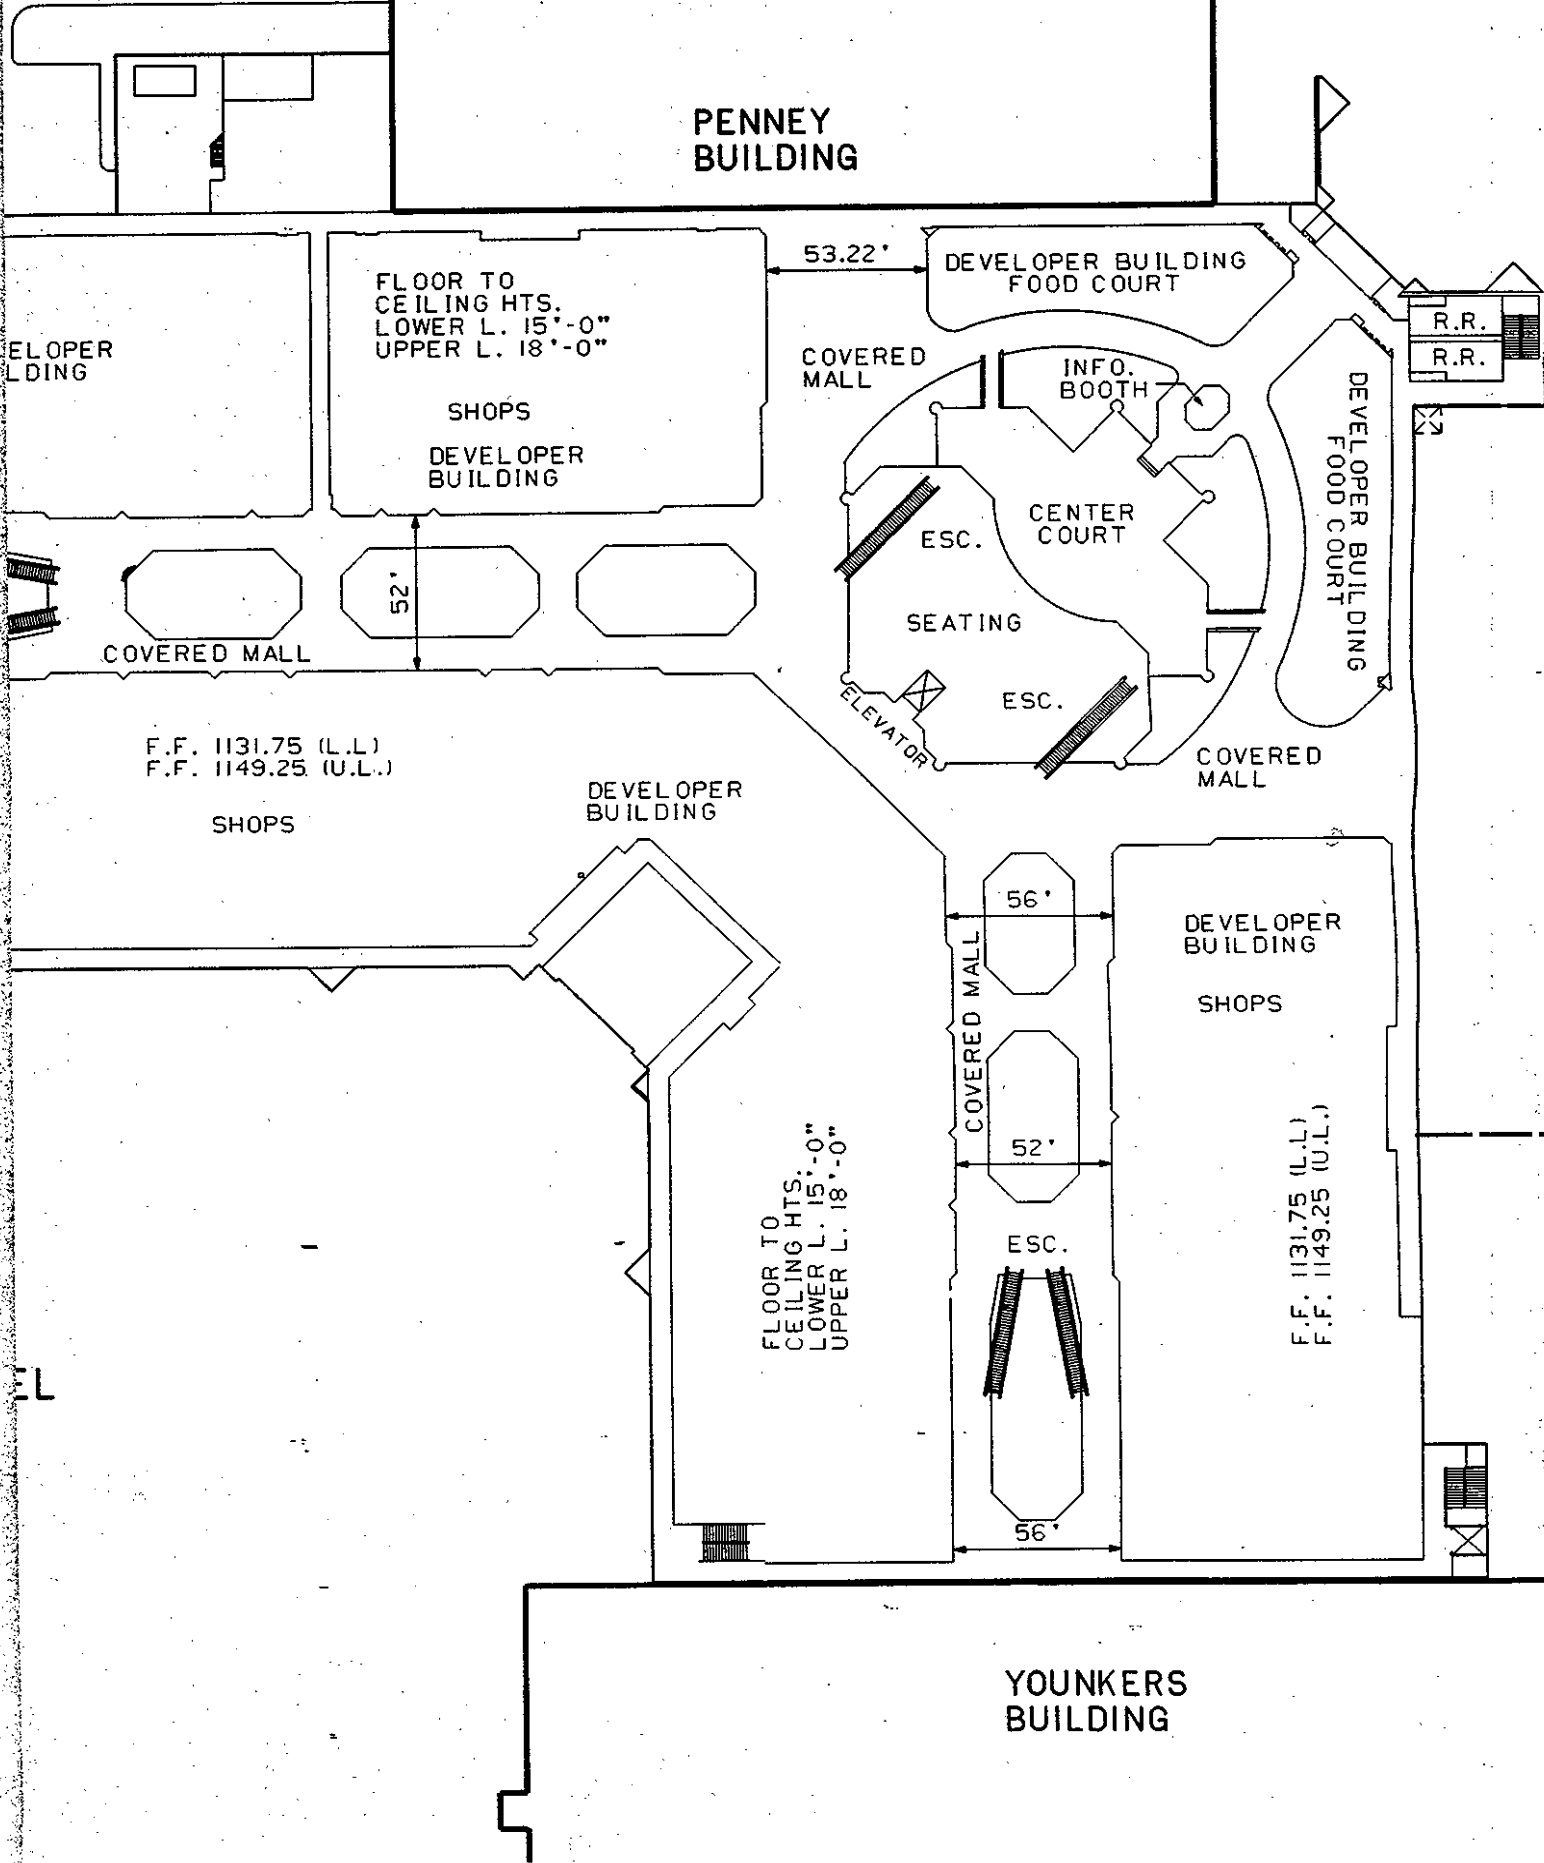 PENNEY
BUILDING
53.22'
DEVELOPER BUILDING
FOOD COURT
FLOOR TO
CEILING HTS.
LOWER L. 15'-0"
UPPER L. 18'-0"
SHOPS
DEVELOPER
BUILDING
ELOPER
LDING
COVERED
MALL
INFO.
BOOTH
R.R.
R.R.
DEVELOPER BUILDING
FOOD COURT
CENTER
COURT
ESC.
SEATING
ESC.
ELEVATOR
52'
COVERED MALL
COVERED
MALL
F.F. 1131.75 (L.L)
F.F. 1149.25 (U.L.)
SHOPS
DEVELOPER
BUILDING
56'
COVERED MALL
DEVELOPER
BUILDING
SHOPS
52'
FLOOR TO
CEILING HTS.
LOWER L. 15'-0"
UPPER L. 18'-0"
F.F. 1131.75 (L.L)
F.F. 1149.25 (U.L.)
ESC.
EL
56'
YOUNKERS
BUILDING